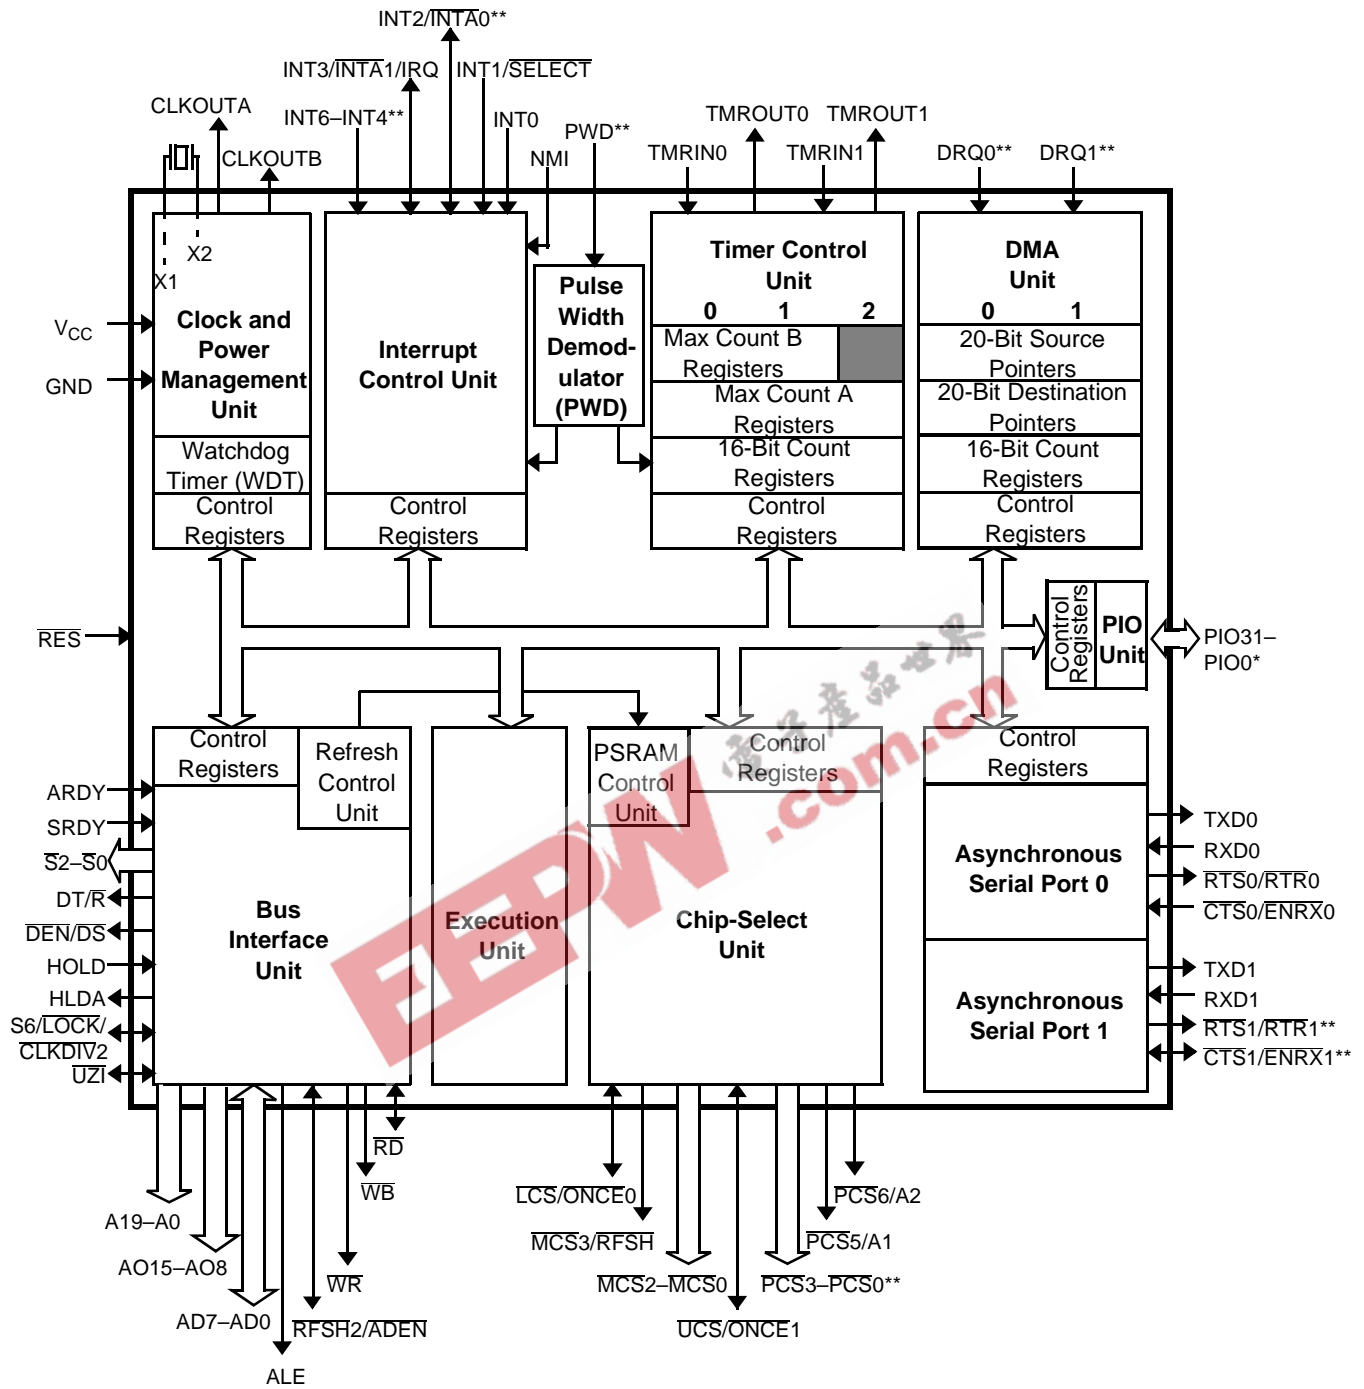 INT2/INTA0**
INT3/INTA1/IRQ
INT1/SELECT
CLKOUTA
INT6–INT4**
INT0
PWD**
TMROUT0
TMROUT1
CLKOUTB
NMI
TMRIN0
TMRIN1
DRQ0**
DRQ1**
X2
X1
VCC
GND
Clock and
Power
Management
Unit
Watchdog
Timer (WDT)
Control
Registers
Interrupt
Control Unit
Control
Registers
Pulse
Width
Demod-
ulator
(PWD)
Timer Control
Unit
0 1 2
Max Count B
Registers
Max Count A
Registers
16-Bit Count
Registers
Control
Registers
DMA
Unit
0 1
20-Bit Source
Pointers
20-Bit Destination
Pointers
16-Bit Count
Registers
Control
Registers
RES
Control
Registers
PIO
Unit
PIO31–
PIO0*
Control
Registers
Refresh
Control
Unit
Bus
Interface
Unit
Execution
Unit
PSRAM
Control
Unit
Control
Registers
Chip-Select
Unit
Control
Registers
Asynchronous
Serial Port 0
Asynchronous
Serial Port 1
ARDY
SRDY
S2–S0
DT/R
DEN/DS
HOLD
HLDA
S6/LOCK/
CLKDIV2
UZI
TXD0
RXD0
RTS0/RTR0
CTS0/ENRX0
TXD1
RXD1
RTS1/RTR1**
CTS1/ENRX1**
RD
WB
WR
A19–A0
AO15–AO8
AD7–AD0
RFSH2/ADEN
ALE
LCS/ONCE0
MCS3/RFSH
MCS2–MCS0
UCS/ONCE1
PCS6/A2
PCS5/A1
PCS3–PCS0**
EEPW
.com.cn
電子産品世界